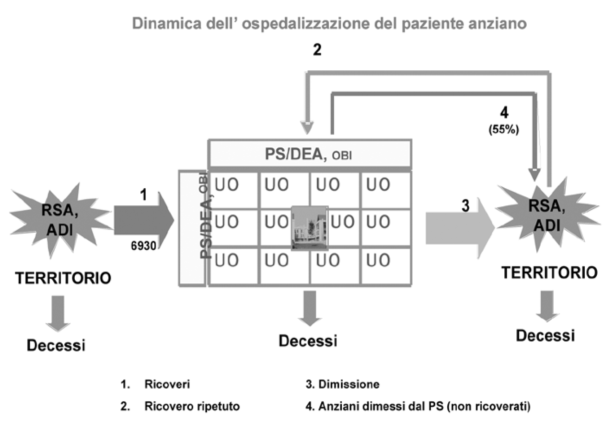 Dinamica dell' ospedalizzazione del paziente anziano
2
4
(55%)
PS/DEA, OBI
PS/DEA, OBI
UO UO UO UO
UO UO UO
UO UO UO UO
RSA,
ADI
1
6930
3
RSA,
ADI
TERRITORIO
TERRITORIO
Decessi
Decessi
Decessi
1. Ricoveri
2. Ricovero ripetuto
3. Dimissione
4. Anziani dimessi dal PS (non ricoverati)